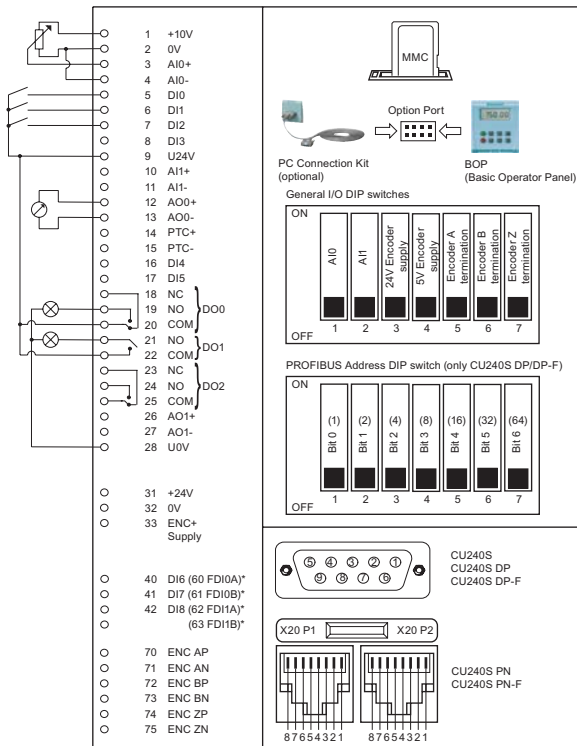 1 +10V
2 0V
3 AI0+
4 AI0-
5 DI0
6 DI1
7 DI2
8 DI3
9 U24V
10 AI1+
11 AI1-
12 AO0+
13 AO0-
14 PTC+
15 PTC-
16 DI4
17 DI5
18 NC
19 NO
20 COM
DO0
21 NO
22 COM
DO1
23 NC
24 NO
25 COM
DO2
26 AO1+
27 AO1-
28 U0V
31 +24V
32 0V
33 ENC+
Supply
40 DI6 (60 FDI0A)*
41 DI7 (61 FDI0B)*
42 DI8 (62 FDI1A)*
(63 FDI1B)*
70 ENC AP
71 ENC AN
72 ENC BP
73 ENC BN
74 ENC ZP
75 ENC ZN
MMC
Option Port
750.00
PC Connection Kit
(optional)
BOP
(Basic Operator Panel)
General I/O DIP switches
ON
AI0
AI1
24V Encoder
supply
5V Encoder
supply
Encoder A
termination
Encoder B
termination
Encoder Z
termination
1 2 3 4 5 6 7
OFF
PROFIBUS Address DIP switch (only CU240S DP/DP-F)
ON
Bit 0 (1)
Bit 1 (2)
Bit 2 (4)
Bit 3 (8)
Bit 4 (16)
Bit 5 (32)
Bit 6 (64)
1 2 3 4 5 6 7
OFF
5 4 3 2 1
9 8 7 6
CU240S
CU240S DP
CU240S DP-F
X20 P1
X20 P2
CU240S PN
CU240S PN-F
87654321
87654321